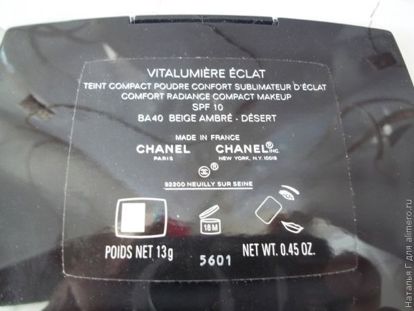 VITALUMIÈRE ÉCLAT
TEINT COMPACT POUDRE CONFORT SUBLIMATEUR D'ÉCLAT
COMFORT RADIANCE COMPACT MAKEUP
SPF 10
BA40 BEIGE AMBRÉ - DÉSERT
MADE IN FRANCE
CHANEL CHANEL INC.
PARIS NEW YORK, N.Y. 10019
92200 NEUILLY SUR SEINE
18 M
POIDS NET 13g 5601 NET WT. 0.45 OZ.
Наталья Г для alimero.ru